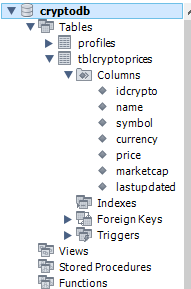 cryptodb
Tables
profiles
tblcryptoprices
Columns
idcrypto
name
symbol
currency
price
marketcap
lastupdated
Indexes
Foreign Keys
Triggers
Views
Stored Procedures
Functions